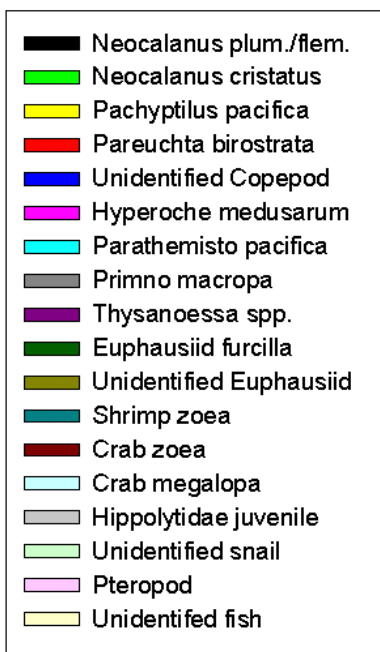 Neocalanus plum./flem.
Neocalanus cristatus
Pachyptilus pacifica
Pareuchta birostrata
Unidentified Copepod
Hyperoche medusarum
Parathemisto pacifica
Primno macropa
Thysanoessa spp.
Euphausiid furcilla
Unidentified Euphausiid
Shrimp zoea
Crab zoea
Crab megalopa
Hippolytidae juvenile
Unidentified snail
Pteropod
Unidentifed fish